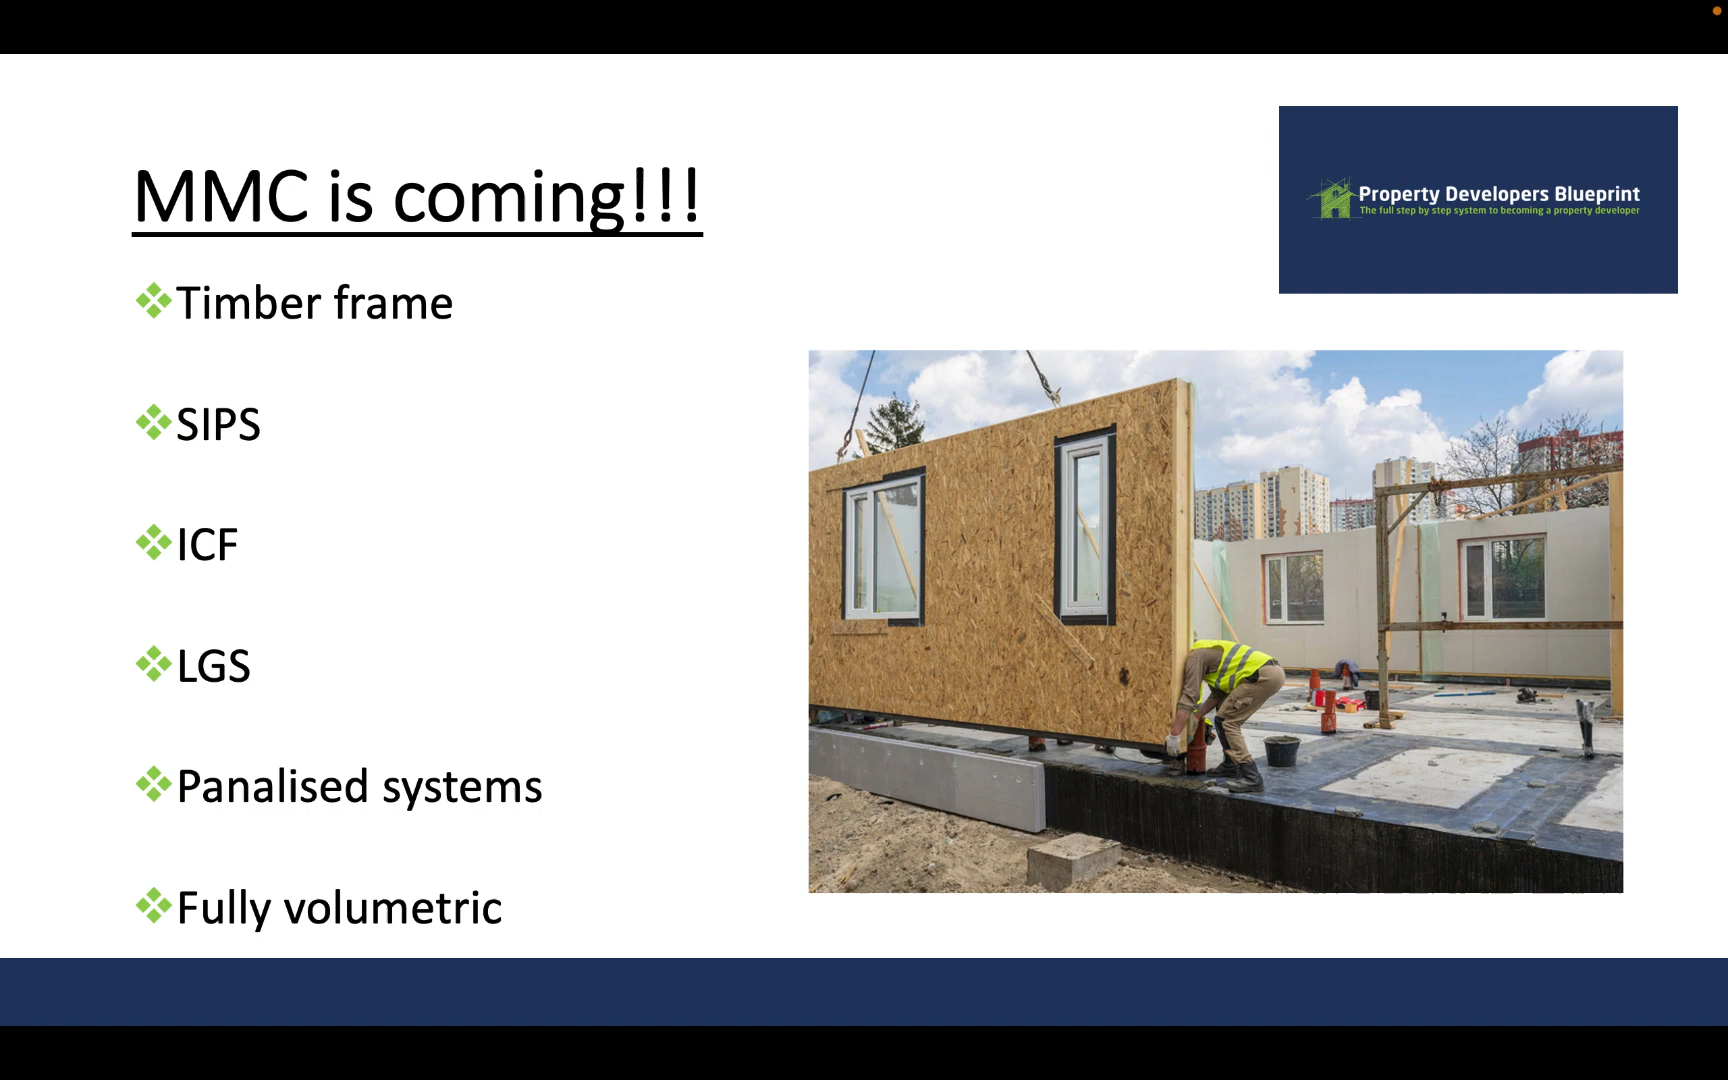 MMC is coming!!!
Property Developers Blueprint
The full step by step system to becoming a property developer
Timber frame
SIPS
ICF
LGS
Panalised systems
Fully volumetric